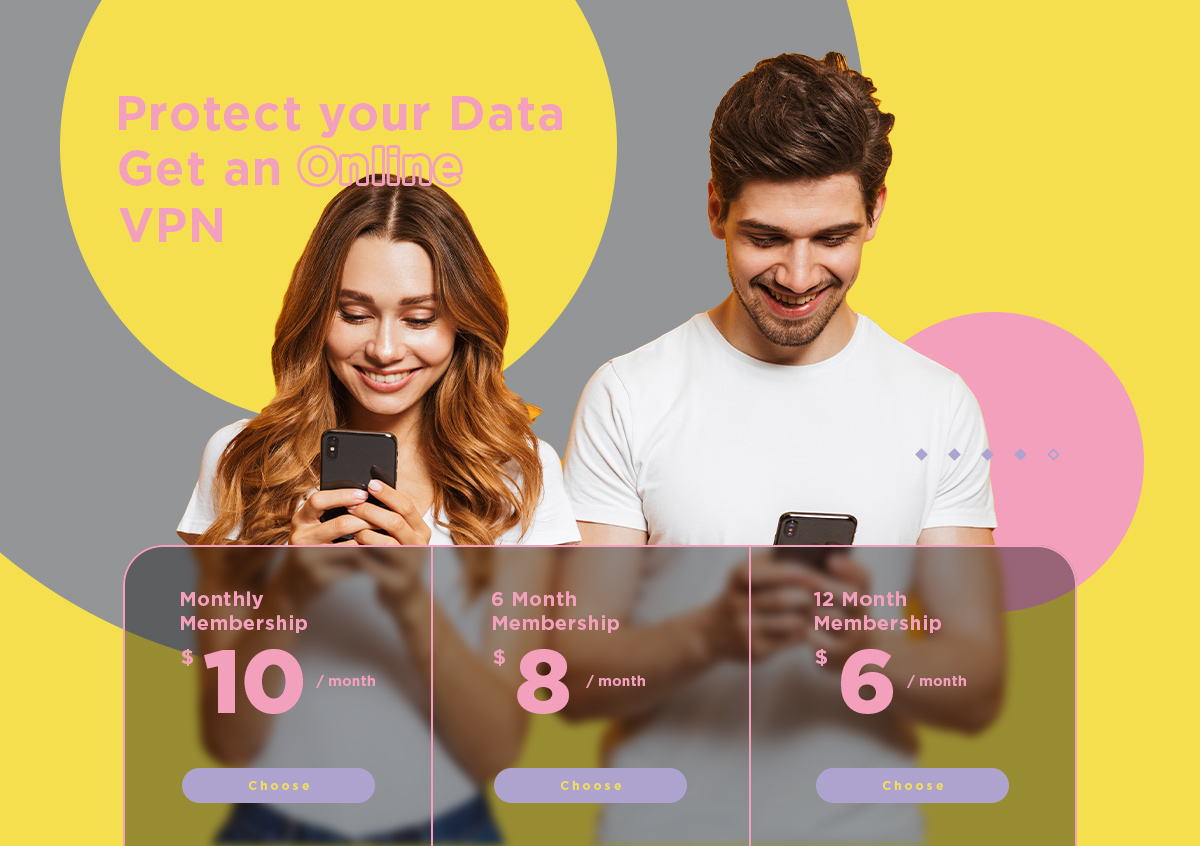 Protect your Data
Get an Online
VPN
Monthly
Membership
$ 10 / month
Choose
6 Month
Membership
$ 8 / month
Choose
12 Month
Membership
$ 6 / month
Choose